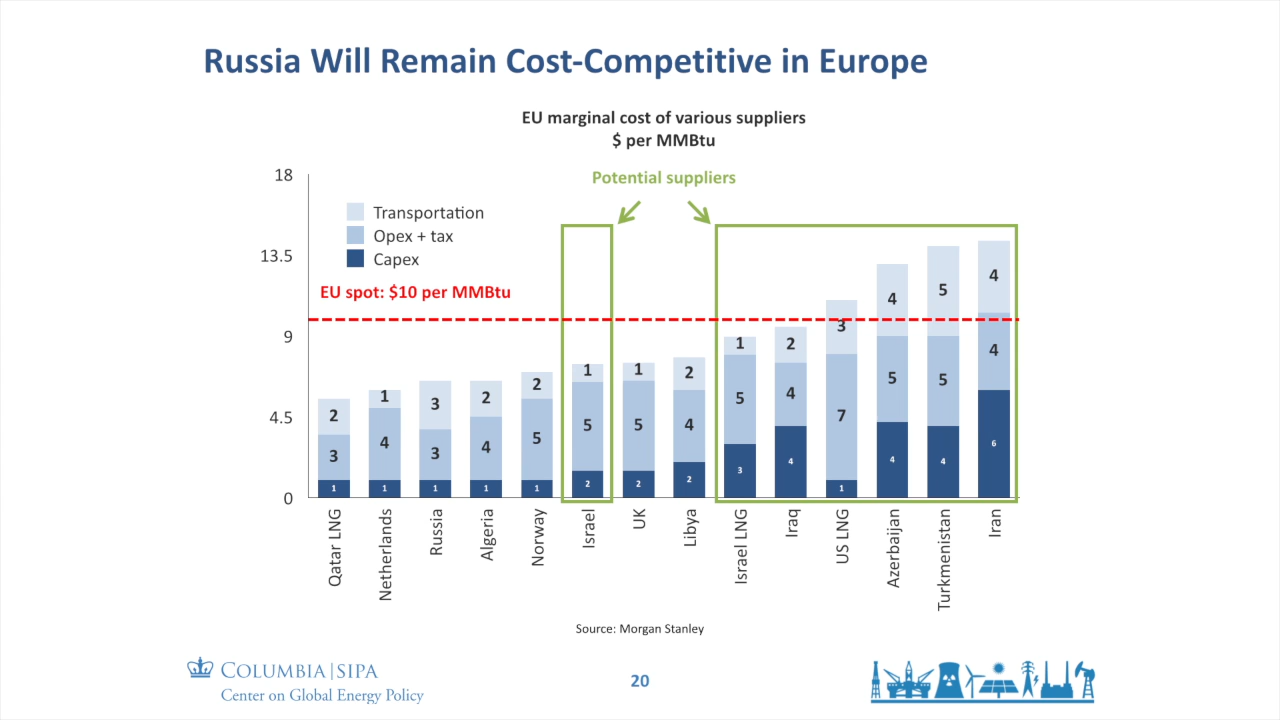 Russia Will Remain Cost-Competitive in Europe
EU marginal cost of various suppliers
$ per MMBtu
Potential suppliers
18
13.5
9
4.5
0
Transportation
Opex + tax
Capex
EU spot: $10 per MMBtu
2
3
1
1
4
1
3
3
1
2
4
1
2
5
1
1
5
2
1
5
2
2
4
2
1
5
3
2
4
4
3
7
1
4
5
4
5
5
4
4
4
6
Qatar LNG
Netherlands
Russia
Algeria
Norway
Israel
UK
Libya
Israel LNG
Iraq
US LNG
Azerbaijan
Turkmenistan
Iran
Source: Morgan Stanley
COLUMBIA | SIPA
Center on Global Energy Policy
20